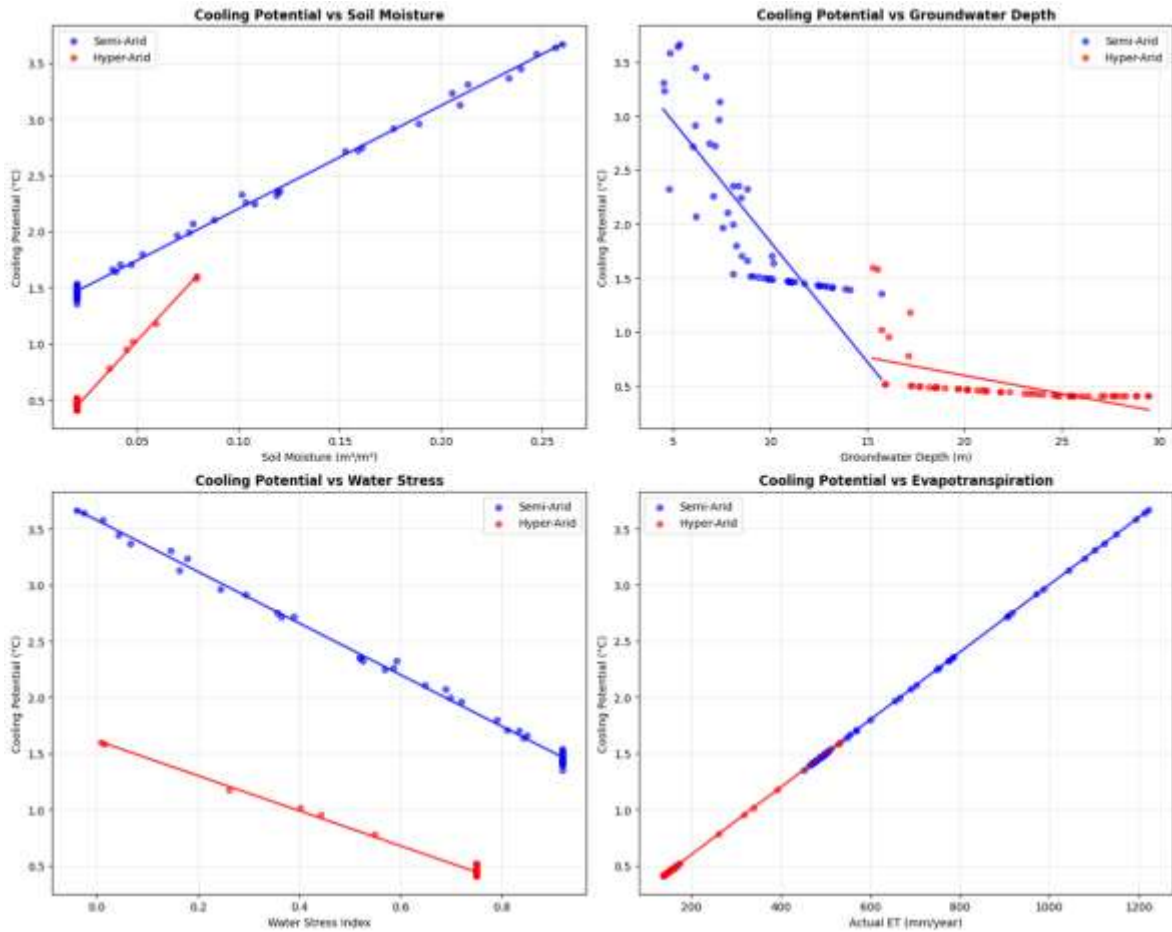 Cooling Potential vs Soil Moisture
Semi-Arid
Hyper-Arid
Cooling Potential (°C)
3.5
3.0
2.5
2.0
1.5
1.0
0.5
0.05
0.10
0.15
0.20
0.25
Soil Moisture (m³/m³)
Cooling Potential vs Groundwater Depth
Semi-Arid
Hyper-Arid
Cooling Potential (°C)
3.5
3.0
2.5
2.0
1.5
1.0
0.5
5
10
15
20
25
30
Groundwater Depth (m)
Cooling Potential vs Water Stress
Semi-Arid
Hyper-Arid
Cooling Potential (°C)
3.5
3.0
2.5
2.0
1.5
1.0
0.5
0.0
0.2
0.4
0.6
0.8
Water Stress Index
Cooling Potential vs Evapotranspiration
Semi-Arid
Hyper-Arid
Cooling Potential (°C)
3.5
3.0
2.5
2.0
1.5
1.0
0.5
200
400
600
800
1000
1200
Actual ET (mm/year)